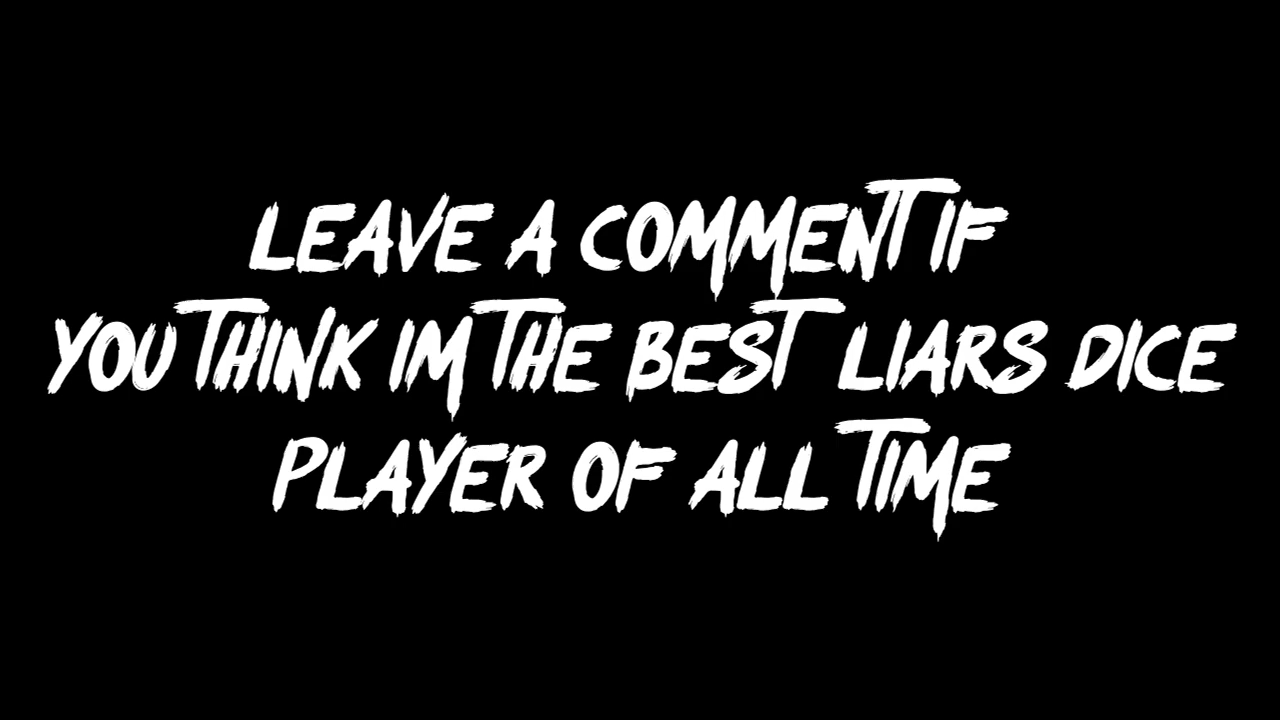 LEAVE A COMMENT IF
YOU THINK IM THE BEST LIARS DICE
PLAYER OF ALL TIME